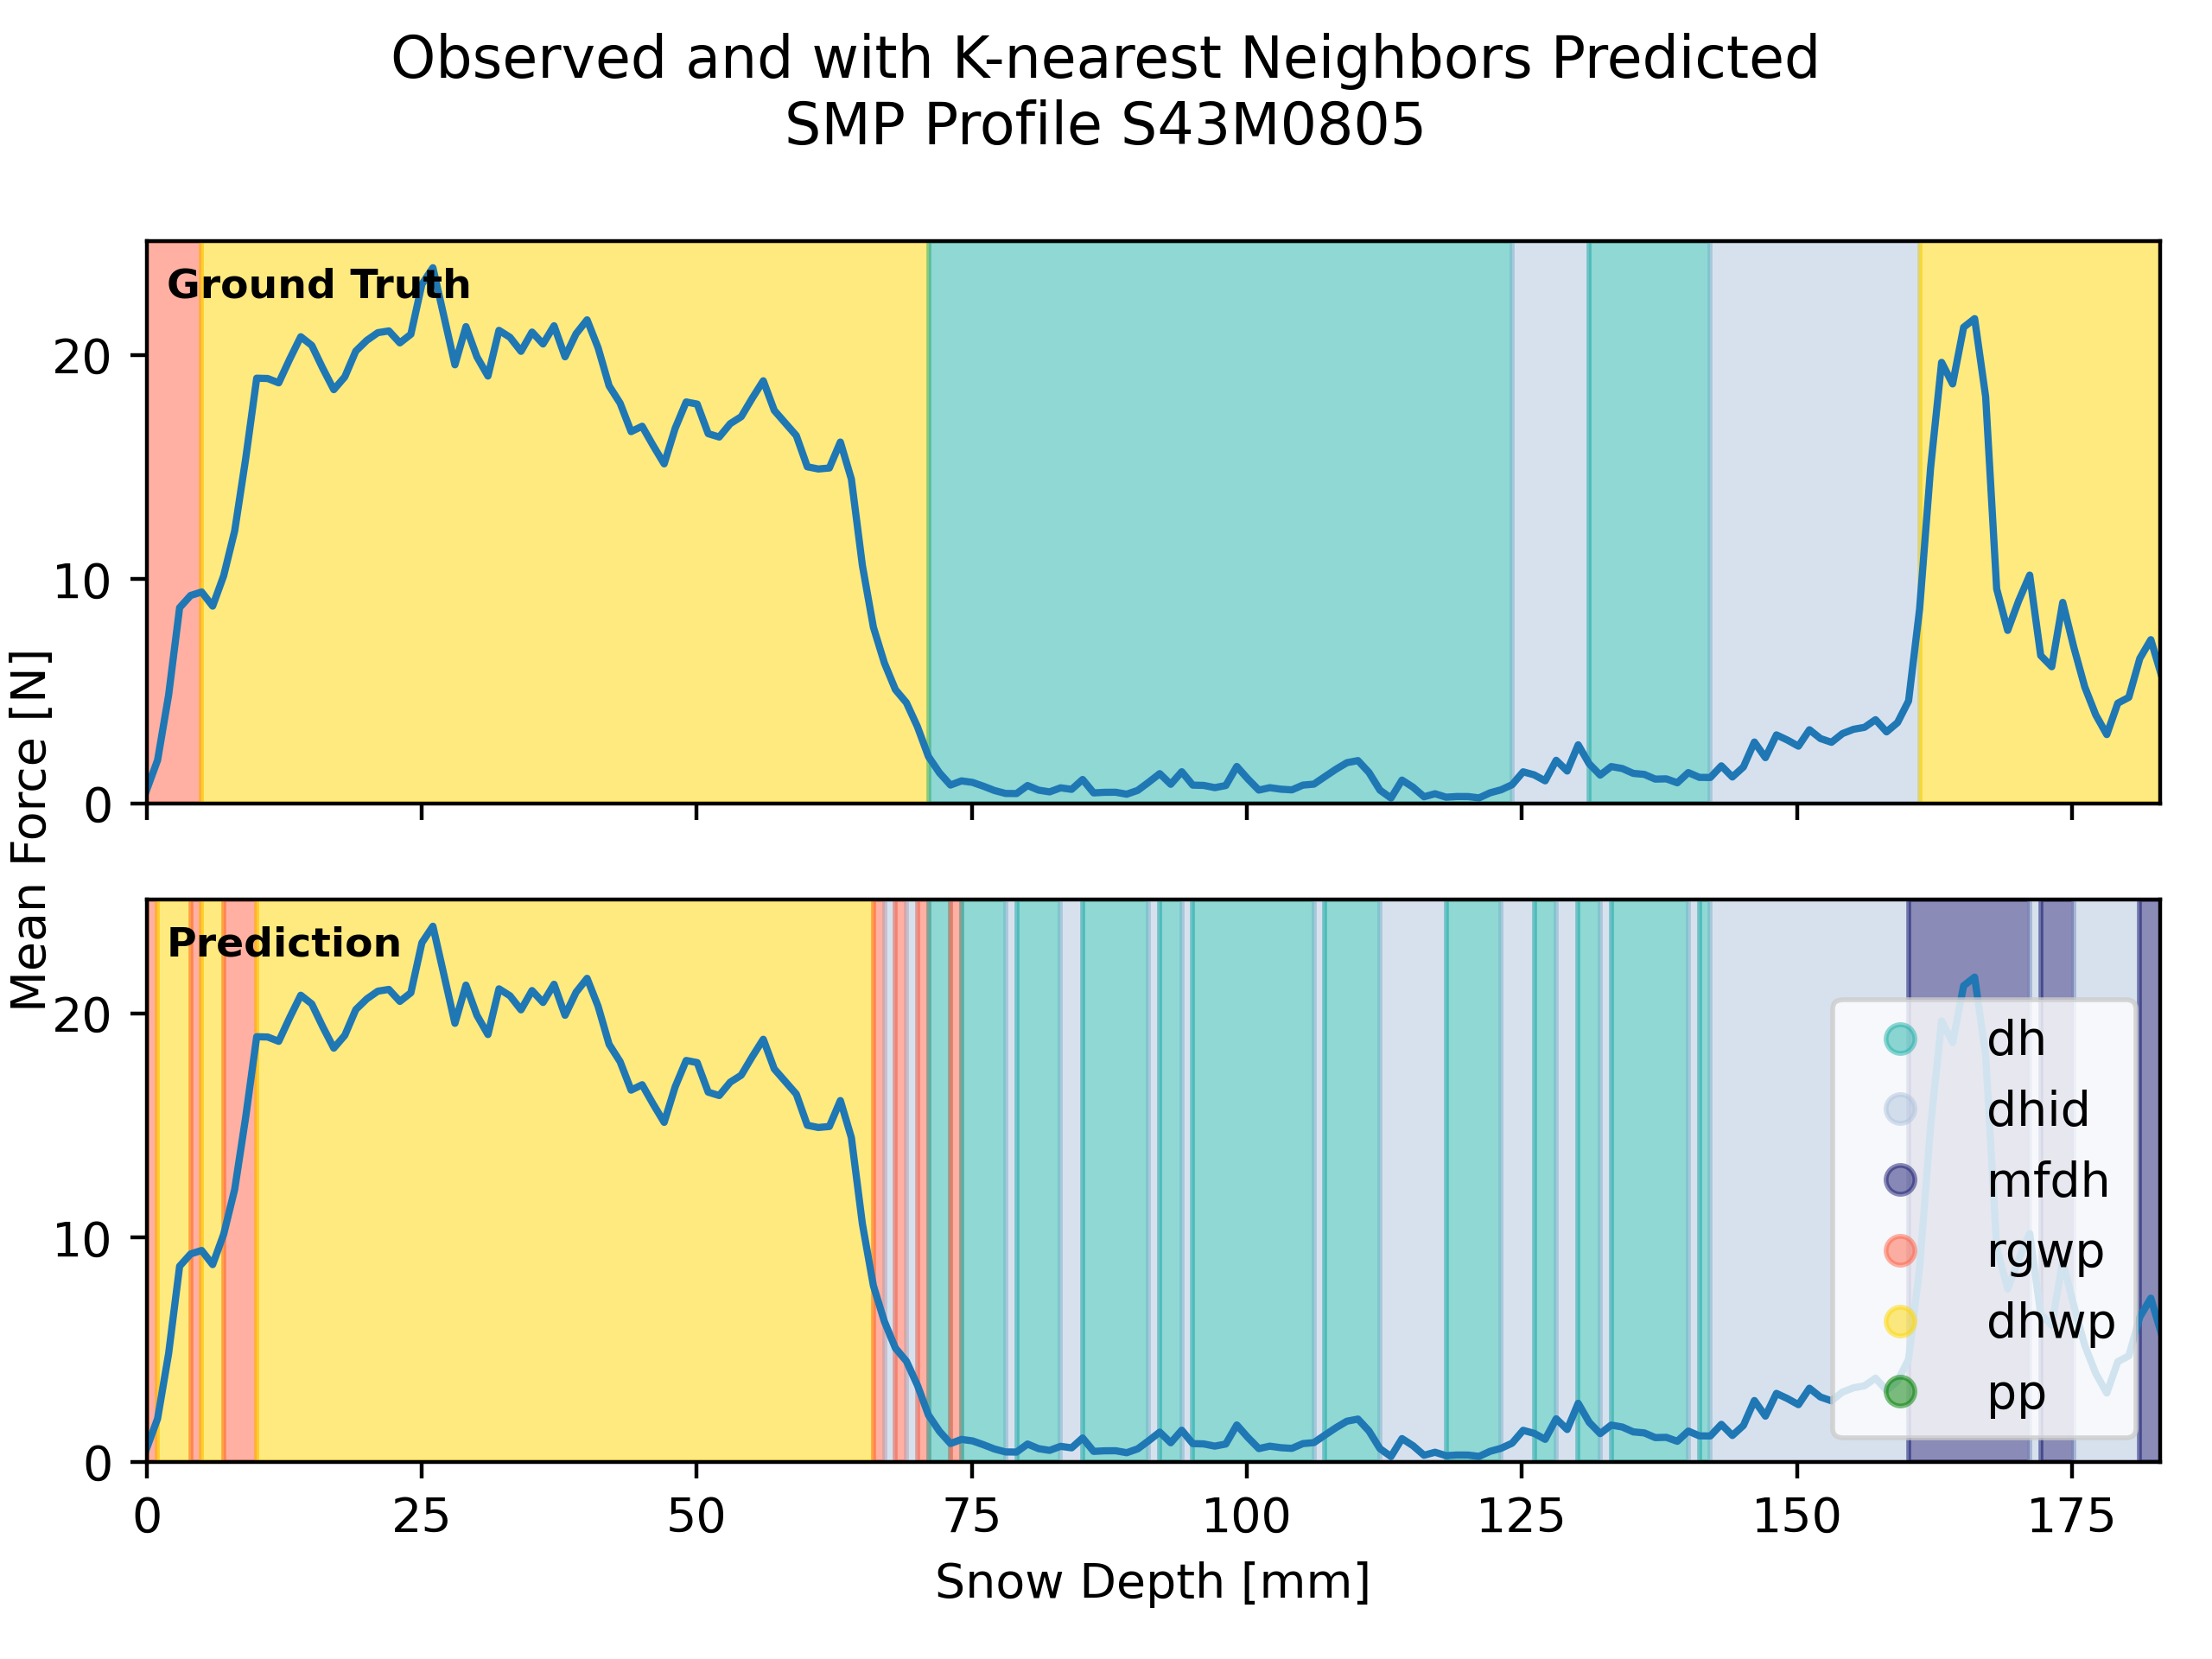 Observed and with K-nearest Neighbors Predicted
SMP Profile S43M0805
Mean Force [N]
Ground Truth
20
10
0
Prediction
20
10
0
dh
dhid
mfdh
rgwp
dhwp
pp
0 25 50 75 100 125 150 175
Snow Depth [mm]